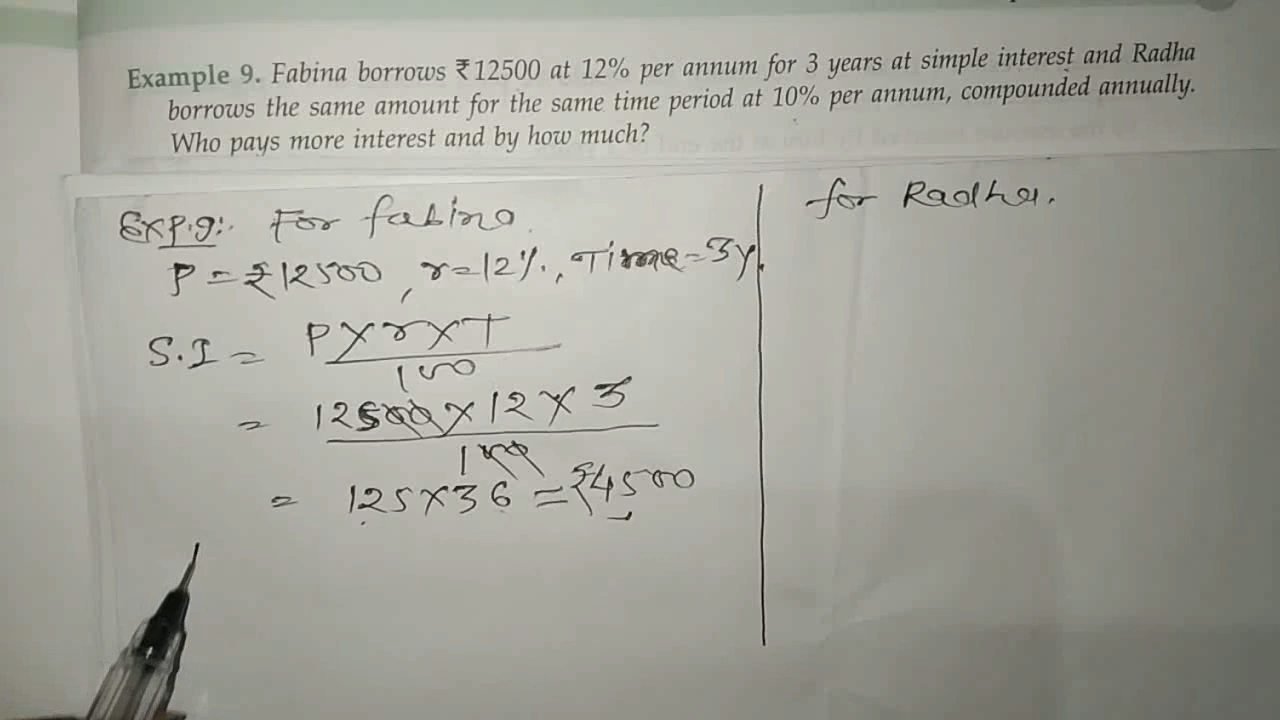 Example 9. Fabina borrows ₹12500 at 12% per annum for 3 years at simple interest and Radha
borrows the same amount for the same time period at 10% per annum, compounded annually.
Who pays more interest and by how much?
Exp.9:. For fabina.
P = ₹12500, r=12%., Time=3y.
S.I = P×r×T
100
= 12500×12×3
100
= 125×36 = ₹4500
for Radha.